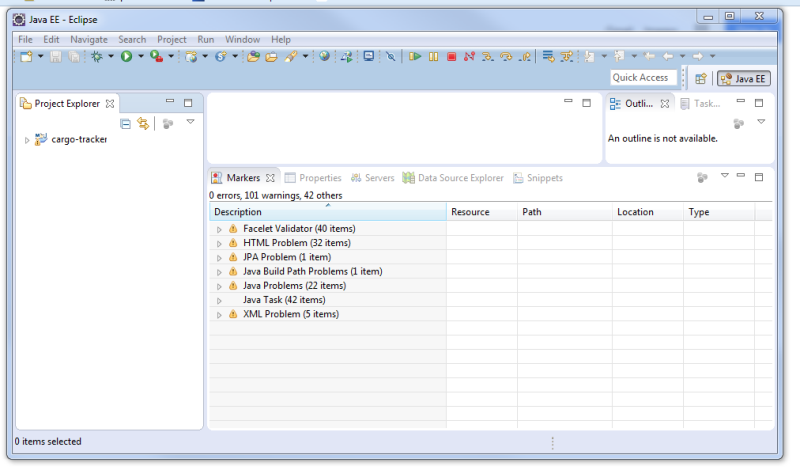 Java EE - Eclipse
File Edit Navigate Search Project Run Window Help
Quick Access Java EE
Project Explorer
cargo-tracker
Outli... Task...
An outline is not available.
Markers Properties Servers Data Source Explorer Snippets
0 errors, 101 warnings, 42 others
Description Resource Path Location Type
Facelet Validator (40 items)
HTML Problem (32 items)
JPA Problem (1 item)
Java Build Path Problems (1 item)
Java Problems (22 items)
Java Task (42 items)
XML Problem (5 items)
0 items selected